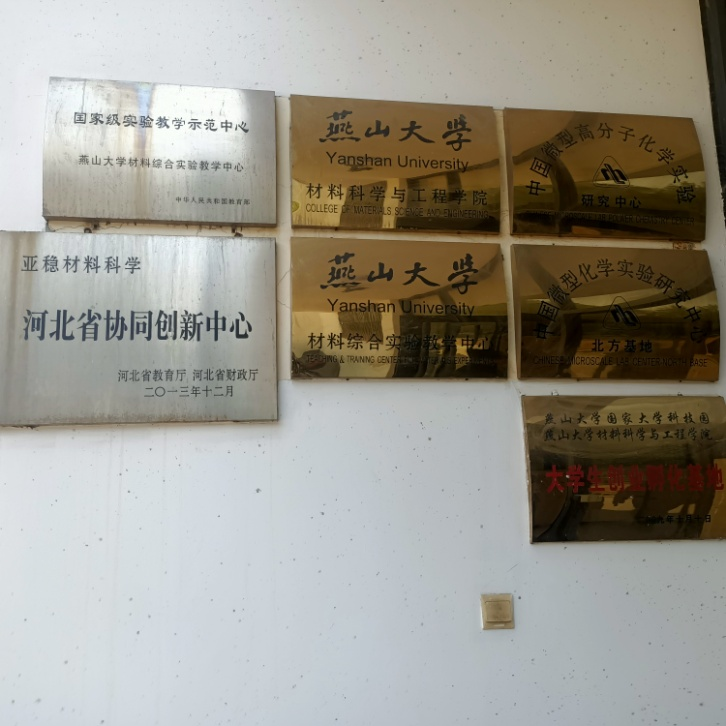 国家级实验教学示范中心
燕山大学材料综合实验教学中心
中华人民共和国教育部
燕山大学
Yanshan University
材料科学与工程学院
COLLEGE OF MATERIALS SCIENCE AND ENGINEERING
中国微型高分子化学实验
研究中心
亚稳材料科学
河北省协同创新中心
河北省教育厅 河北省财政厅
二〇一三年十二月
燕山大学
Yanshan University
材料综合实验教学中心
中国微型化学实验研究中心
北方基地
CHINESE MICROSCALE LAB CENTER NORTH BASE
燕山大学国家大学科技园
燕山大学材料科学与工程学院
大学生创业孵化基地